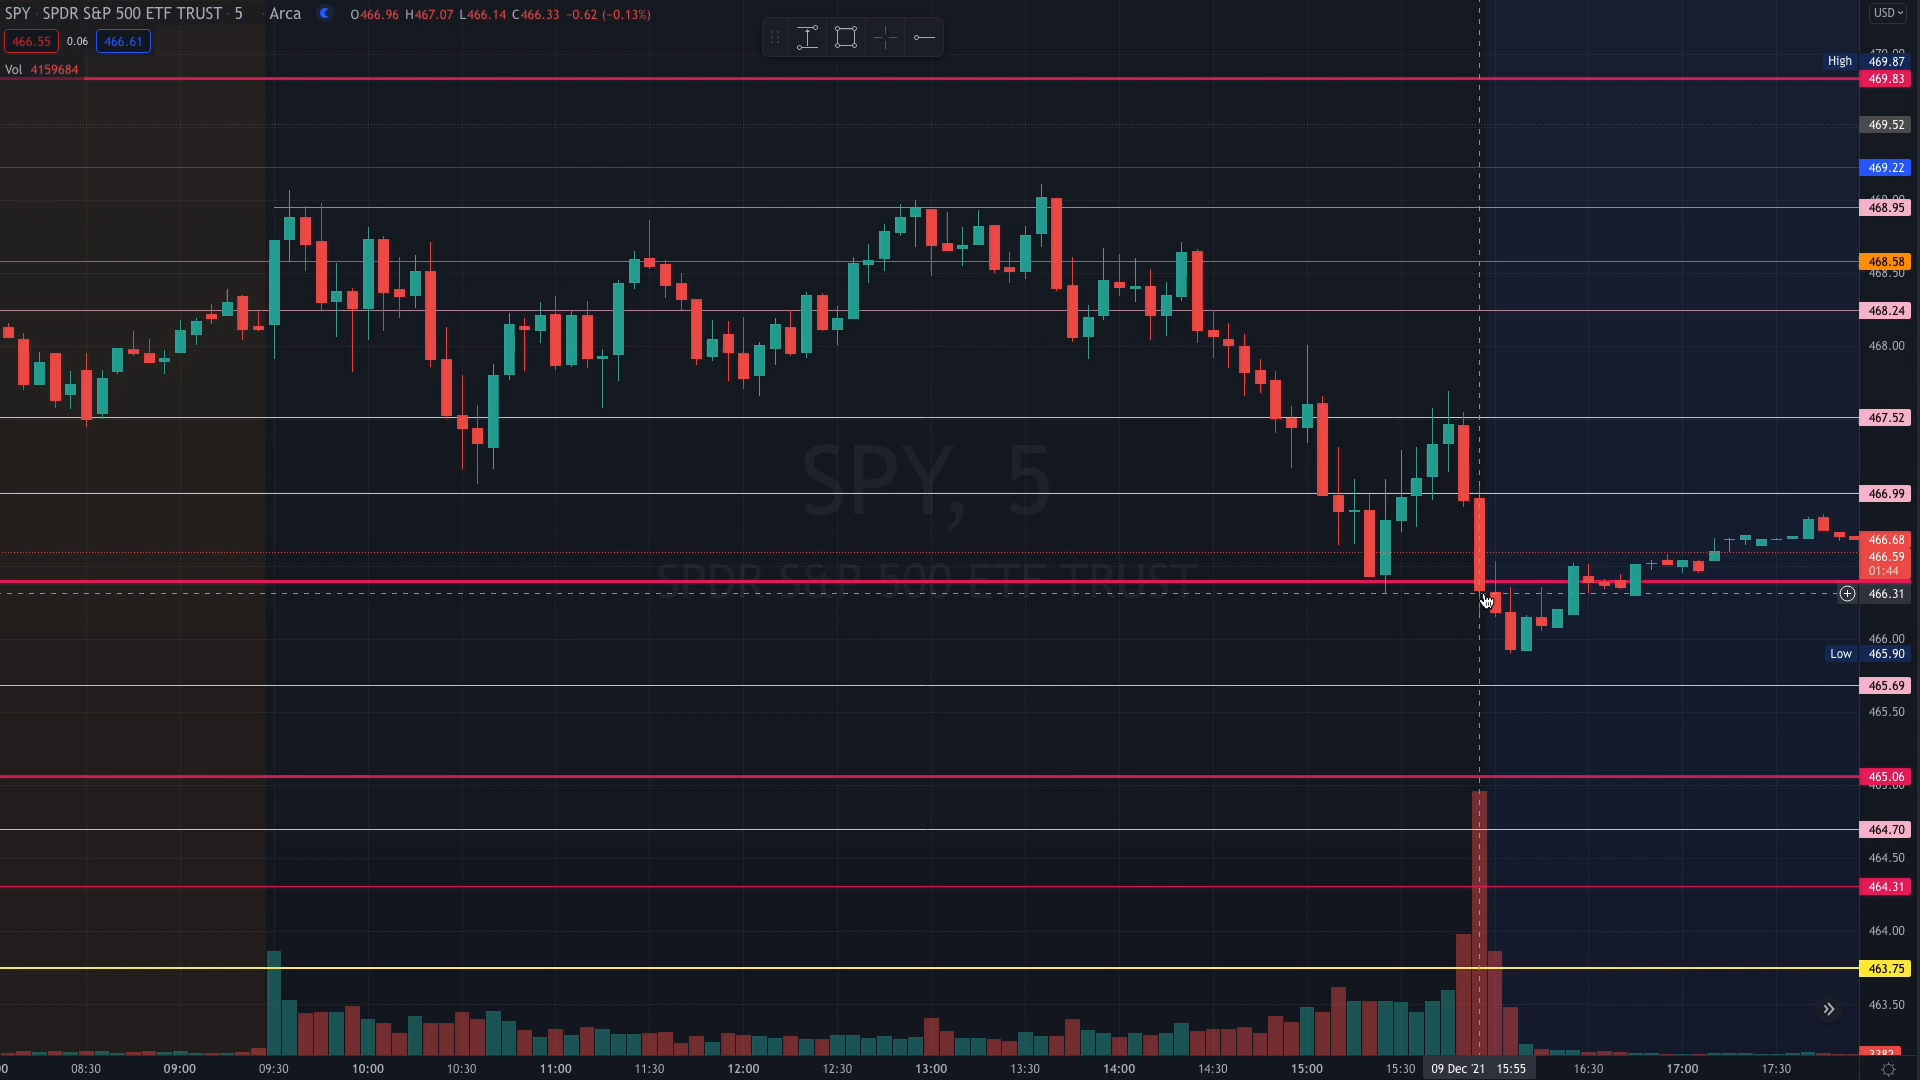 SPY · SPDR S&P 500 ETF TRUST · 5 · Arca O466.96 H467.07 L466.14 C466.33 −0.62 (−0.13%)
USD
466.55 0.06 466.61
Vol 4159684
High 469.87
469.83
469.52
469.22
468.95
468.58
468.50
468.24
468.00
467.52
SPY, 5
466.99
466.68
466.59
01:44
SPDR S&P 500 ETF TRUST
466.31
466.00
Low 465.90
465.69
465.50
465.06
464.70
464.50
464.31
464.00
463.75
463.50
08:30 09:00 09:30 10:00 10:30 11:00 11:30 12:00 12:30 13:00 13:30 14:00 14:30 15:00 15:30 09 Dec '21 15:55 16:30 17:00 17:30